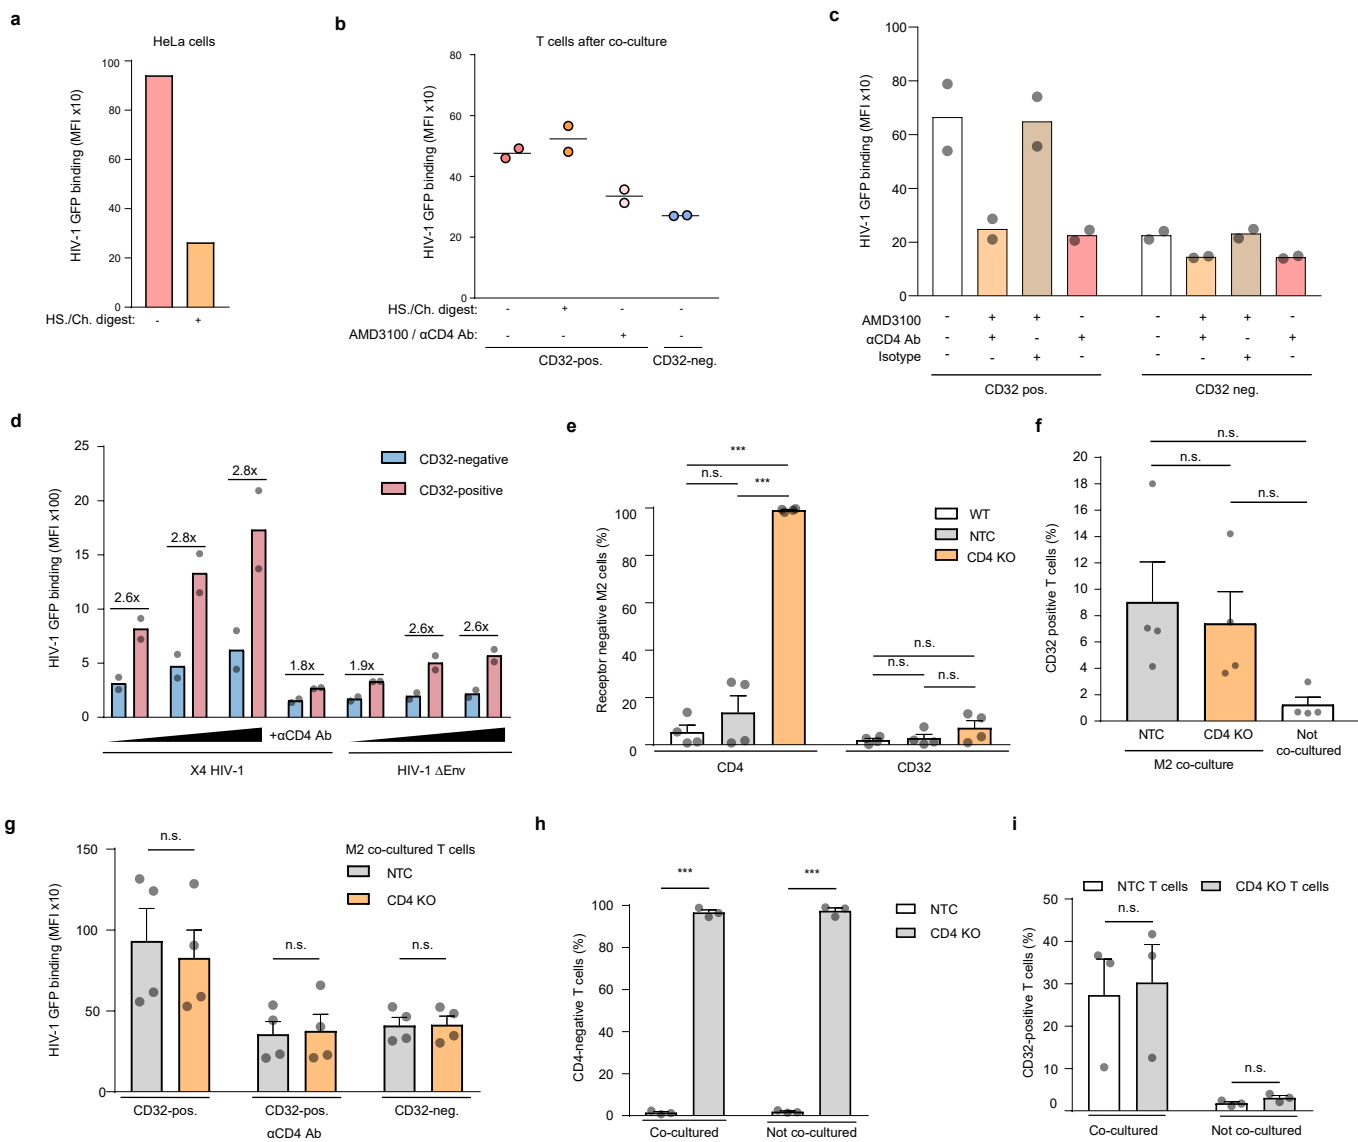 a
HeLa cells
HIV-1 GFP binding (MFI x10)
100
80
60
40
20
0
HS./Ch. digest: - +
b
T cells after co-culture
HIV-1 GFP binding (MFI x10)
80
60
40
20
0
HS./Ch. digest: - + - -
AMD3100 / αCD4 Ab: - - + -
CD32-pos. CD32-neg.
c
HIV-1 GFP binding (MFI x10)
100
80
60
40
20
0
AMD3100 - + + - - + + -
αCD4 Ab - + - + - + - +
Isotype - - + - - - + -
CD32 pos. CD32 neg.
d
HIV-1 GFP binding (MFI x100)
25
20
15
10
5
0
CD32-negative
CD32-positive
2.6x
2.8x
2.8x
1.8x
1.9x
2.6x
2.6x
+αCD4 Ab
X4 HIV-1 HIV-1 ΔEnv
e
Receptor negative M2 cells (%)
100
80
60
40
20
0
***
n.s.
***
n.s.
n.s.
n.s.
WT
NTC
CD4 KO
CD4 CD32
f
CD32 positive T cells (%)
20
18
16
14
12
10
8
6
4
2
0
n.s.
n.s.
n.s.
NTC CD4 KO Not
co-cultured
M2 co-culture
g
HIV-1 GFP binding (MFI x10)
150
100
50
0
n.s.
n.s.
n.s.
M2 co-cultured T cells
NTC
CD4 KO
CD32-pos. CD32-pos. CD32-neg.
αCD4 Ab
h
CD4-negative T cells (%)
100
80
60
40
20
0
*** ***
NTC
CD4 KO
Co-cultured Not co-cultured
i
CD32-positive T cells (%)
50
40
30
20
10
0
NTC T cells CD4 KO T cells
n.s.
n.s.
Co-cultured Not co-cultured